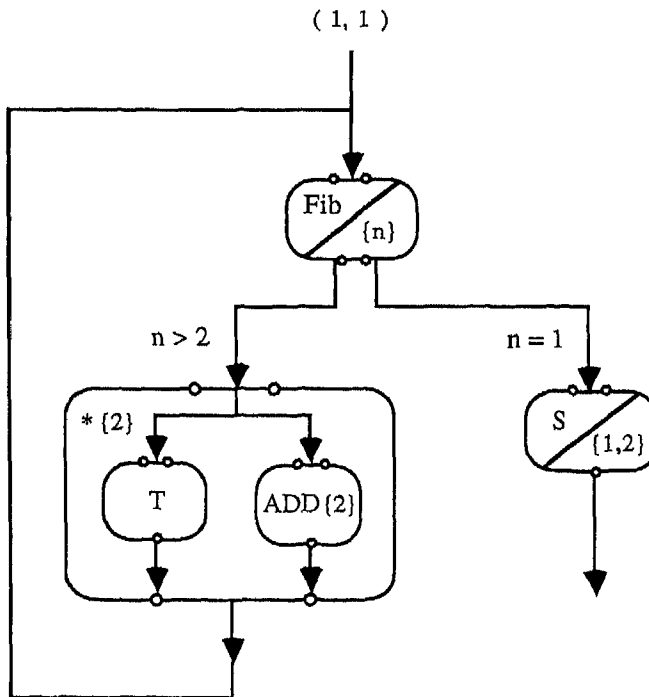 ( 1, 1 )
Fib
{n}
n > 2
n = 1
* {2}
S
{1,2}
T
ADD{2}